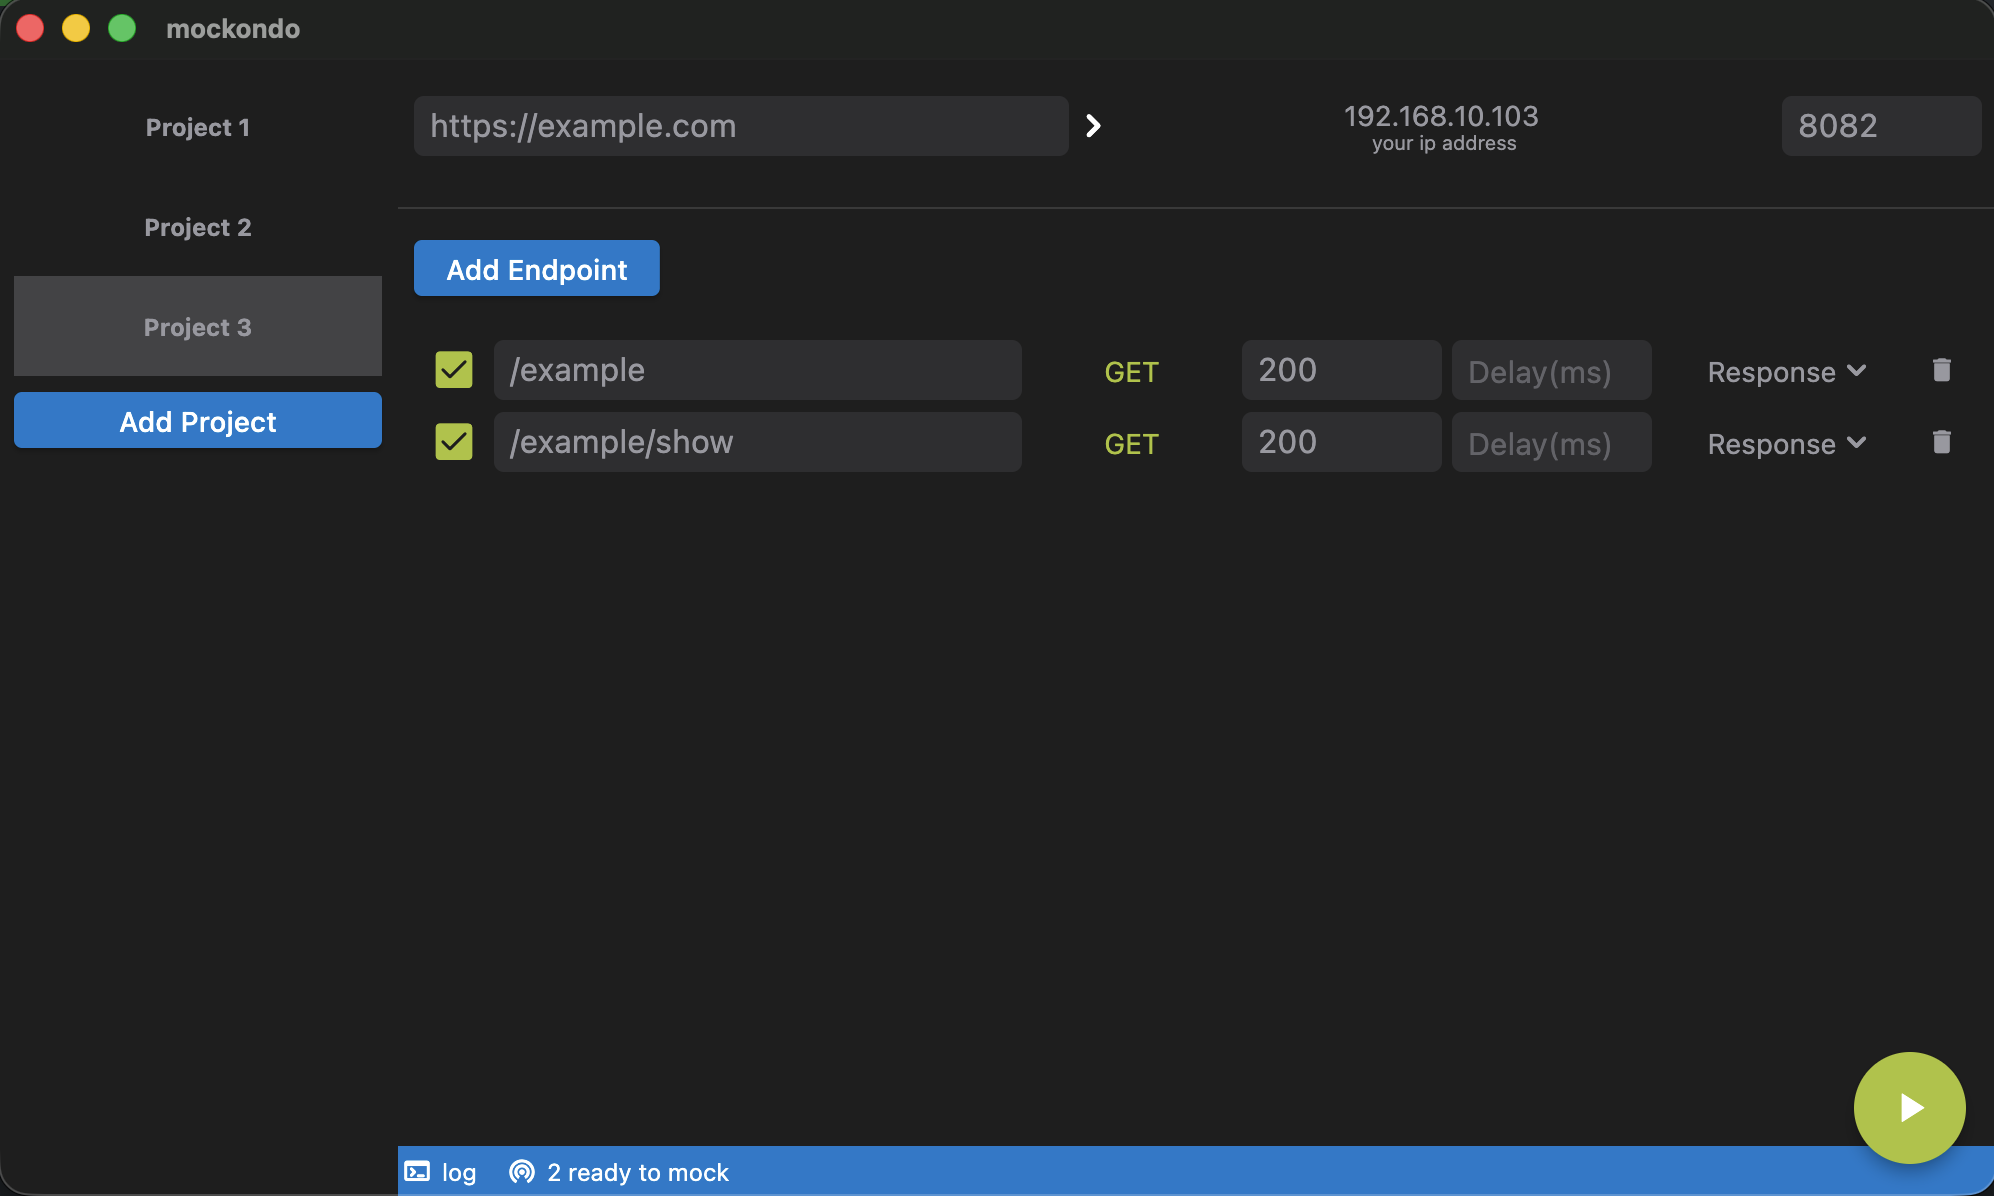 mockondo
Project 1
Project 2
Project 3
Add Project
https://example.com
192.168.10.103
your ip address
8082
Add Endpoint
/example GET 200 Delay(ms) Response
/example/show GET 200 Delay(ms) Response
log 2 ready to mock